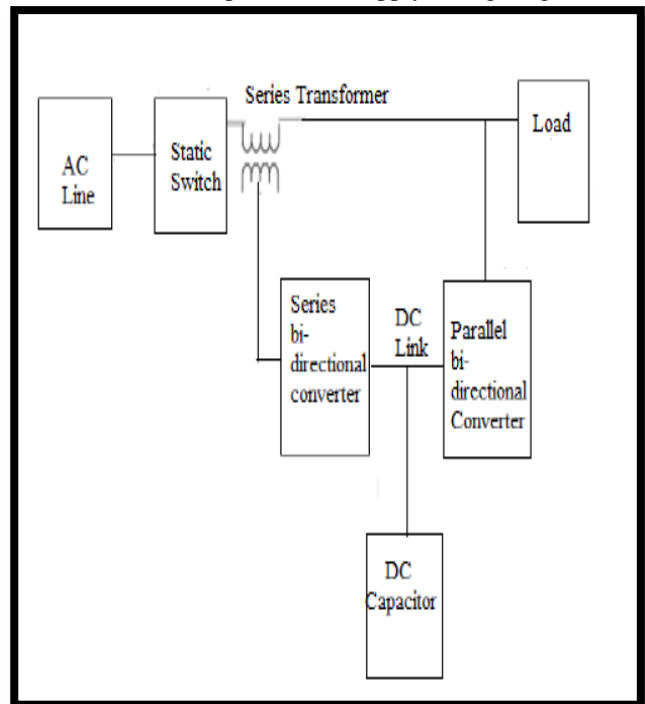 Series Transformer
AC
Line
Static
Switch
Load
Series
bi-
directional
converter
DC
Link
Parallel
bi-
directional
Converter
DC
Capacitor